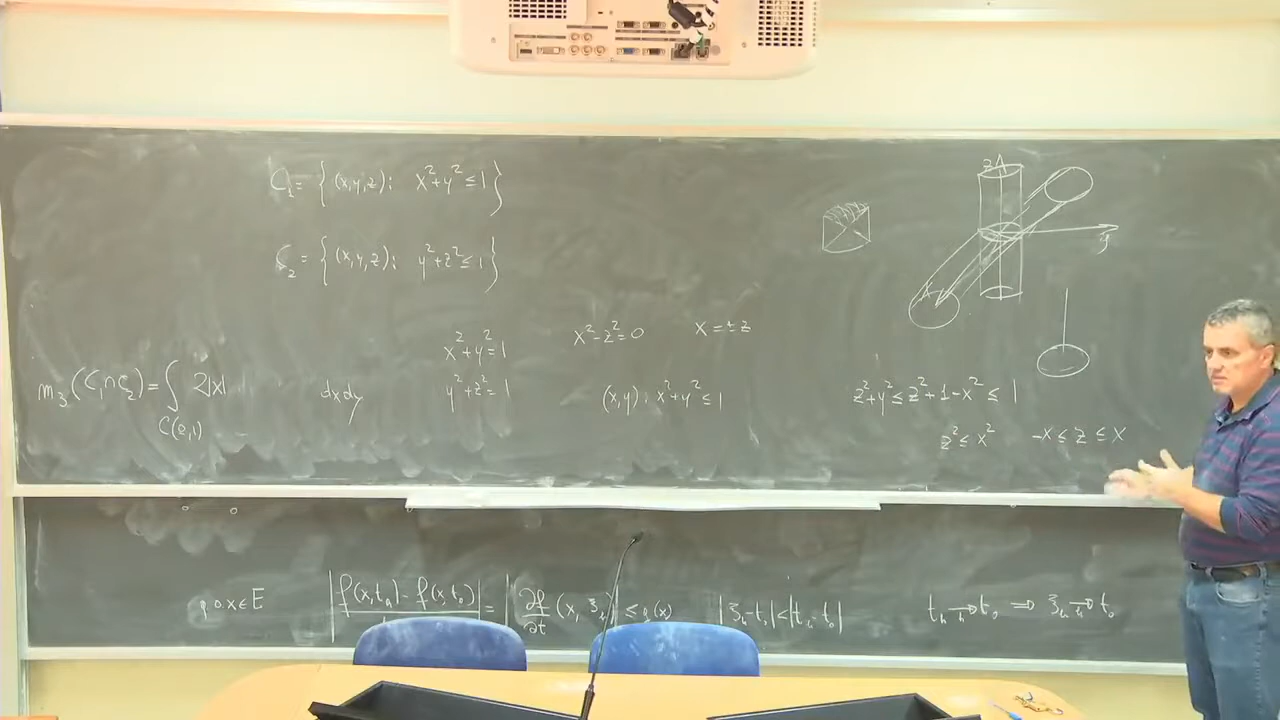 C₁ = { (x,y,z) : x² + y² ≤ 1 }
C₂ = { (x,y,z) : y² + z² ≤ 1 }
z
y
x² + y² = 1
y² + z² = 1
x² - z² = 0
x = ± z
m₃(C₁∩C₂) = ∫ 2|x| dxdy
C(0,1)
(x,y) : x² + y² ≤ 1
z² + y² ≤ z² + 1 - x² ≤ 1
z² ≤ x²
-x ≤ z ≤ x
q.o. x ∈ E
|f(x,tₙ) - f(x,t₀)| = |∂f/∂t (x, ξₙ)| ≤ g(x)
|ξₙ - t₀| < |tₙ - t₀|
tₙ → t₀ ⇒ ξₙ → t₀